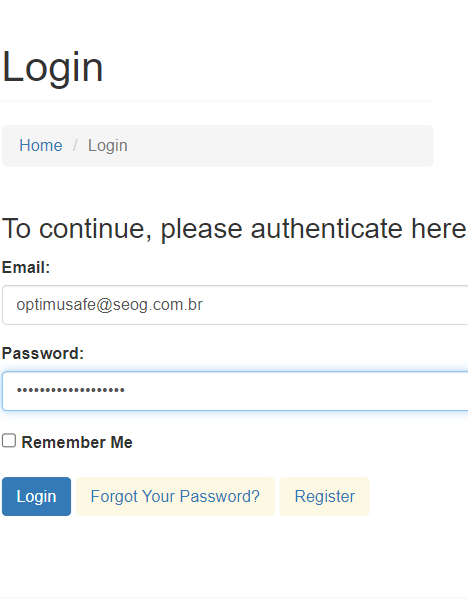 Login
Home / Login
To continue, please authenticate here
Email:
optimusafe@seog.com.br
Password:
•••••••••••••••••••
Remember Me
Login Forgot Your Password? Register